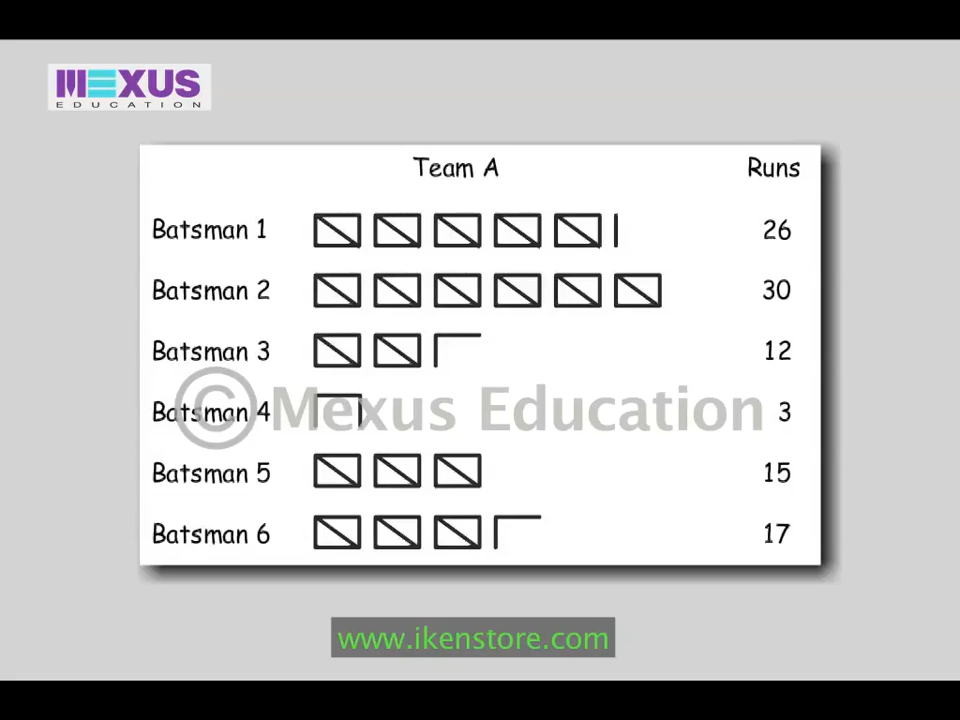 MEXUS
EDUCATION
Team A Runs
Batsman 1 26
Batsman 2 30
Batsman 3 12
Batsman 4 3
© Mexus Education
Batsman 5 15
Batsman 6 17
www.ikenstore.com